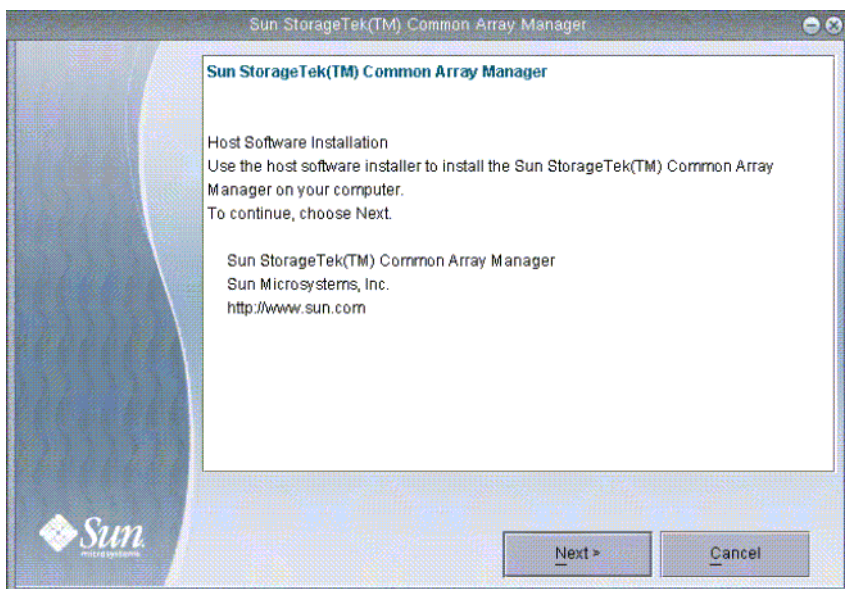 Sun StorageTek(TM) Common Array Manager
Sun StorageTek(TM) Common Array Manager
Host Software Installation
Use the host software installer to install the Sun StorageTek(TM) Common Array
Manager on your computer.
To continue, choose Next.
Sun StorageTek(TM) Common Array Manager
Sun Microsystems, Inc.
http://www.sun.com
Sun
microsystems
Next >
Cancel